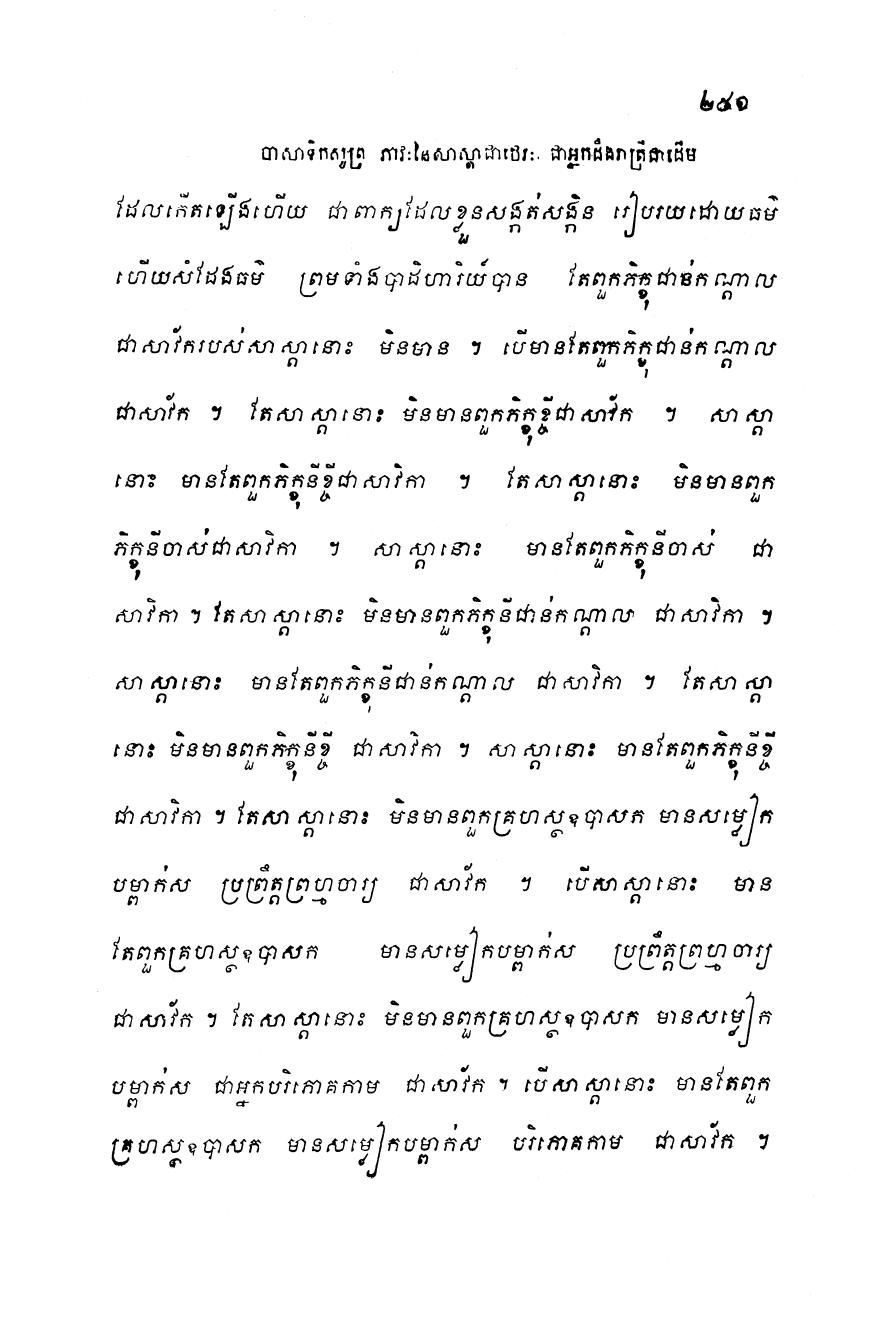 ២៥១
បាសាទិកសូត្រ ភាវៈនៃសាស្តាជាថេរៈ ជាអ្នកដឹងរាត្រីជាដើម
ដែលកើតឡើងហើយ ជាពាក្យដែលខ្លួនសង្កត់សង្កិន រៀបរយដោយធម៌
ហើយសំដែងធម៌ ព្រមទាំងបាដិហារិយ៍បាន តែពួកភិក្ខុជាន់កណ្តាល
ជាសាវ័ករបស់សាស្តានោះ មិនមាន ។ បើមានតែពួកភិក្ខុជាន់កណ្តាល
ជាសាវ័ក ។ តែសាស្តានោះ មិនមានពួកភិក្ខុខ្ចីជាសាវ័ក ។ សាស្តា
នោះ មានតែពួកភិក្ខុនីខ្ចីជាសាវិកា ។ តែសាស្តានោះ មិនមានពួក
ភិក្ខុនីចាស់ជាសាវិកា ។ សាស្តានោះ មានតែពួកភិក្ខុនីចាស់ ជា
សាវិកា ។ តែសាស្តានោះ មិនមានពួកភិក្ខុនីជាន់កណ្តាល ជាសាវិកា ។
សាស្តានោះ មានតែពួកភិក្ខុនីជាន់កណ្តាល ជាសាវិកា ។ តែសាស្តា
នោះ មិនមានពួកភិក្ខុនីខ្ចី ជាសាវិកា ។ សាស្តានោះ មានតែពួកភិក្ខុនីខ្ចី
ជាសាវិកា ។ តែសាស្តានោះ មិនមានពួកគ្រហស្ថឧបាសក មានសម្លៀក
បម្ពាក់ស ប្រព្រឹត្តព្រហ្មចារ្យ ជាសាវ័ក ។ បើសាស្តានោះ មាន
តែពួកគ្រហស្ថឧបាសក មានសម្លៀកបម្ពាក់ស ប្រព្រឹត្តព្រហ្មចារ្យ
ជាសាវ័ក ។ តែសាស្តានោះ មិនមានពួកគ្រហស្ថឧបាសក មានសម្លៀក
បម្ពាក់ស ជាអ្នកបរិភោគកាម ជាសាវ័ក ។ បើសាស្តានោះ មានតែពួក
គ្រហស្ថឧបាសក មានសម្លៀកបម្ពាក់ស បរិភោគកាម ជាសាវ័ក ។